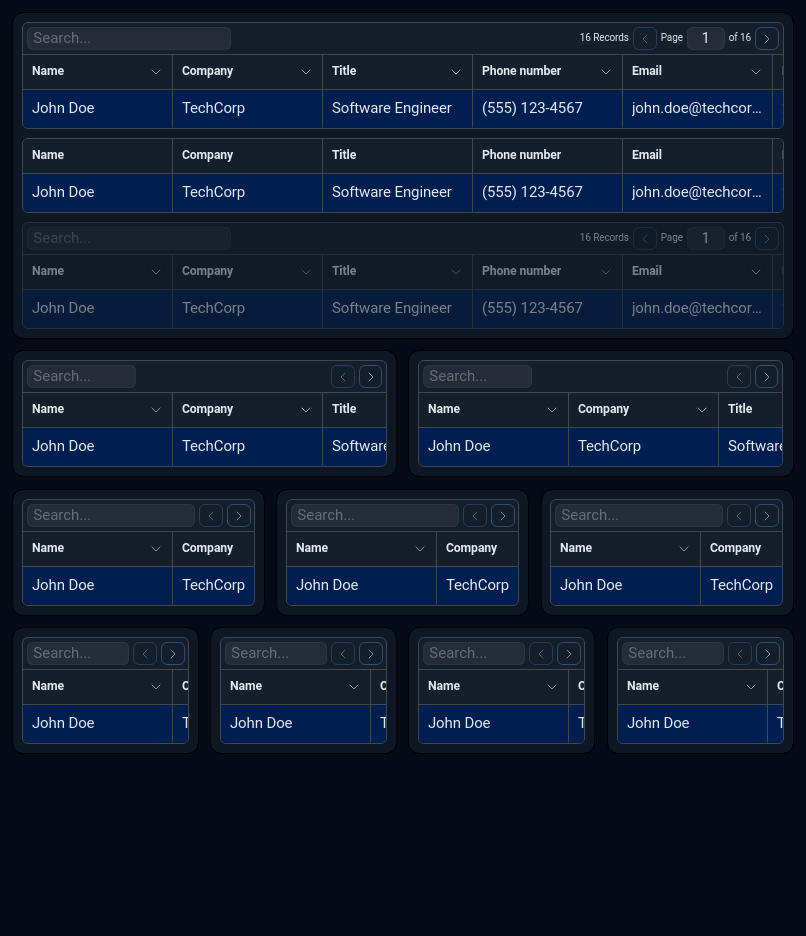 Search... 16 Records Page 1 of 16
Name Company Title Phone number Email
John Doe TechCorp Software Engineer (555) 123-4567 john.doe@techcor...
Name Company Title Phone number Email
John Doe TechCorp Software Engineer (555) 123-4567 john.doe@techcor...
Search... 16 Records Page 1 of 16
Name Company Title Phone number Email
John Doe TechCorp Software Engineer (555) 123-4567 john.doe@techcor...
Search... Search...
Name Company Title Name Company Title
John Doe TechCorp Software John Doe TechCorp Software
Search... Search... Search...
Name Company Name Company Name Company
John Doe TechCorp John Doe TechCorp John Doe TechCorp
Search... Search... Search... Search...
Name Name Name Name
John Doe John Doe John Doe John Doe